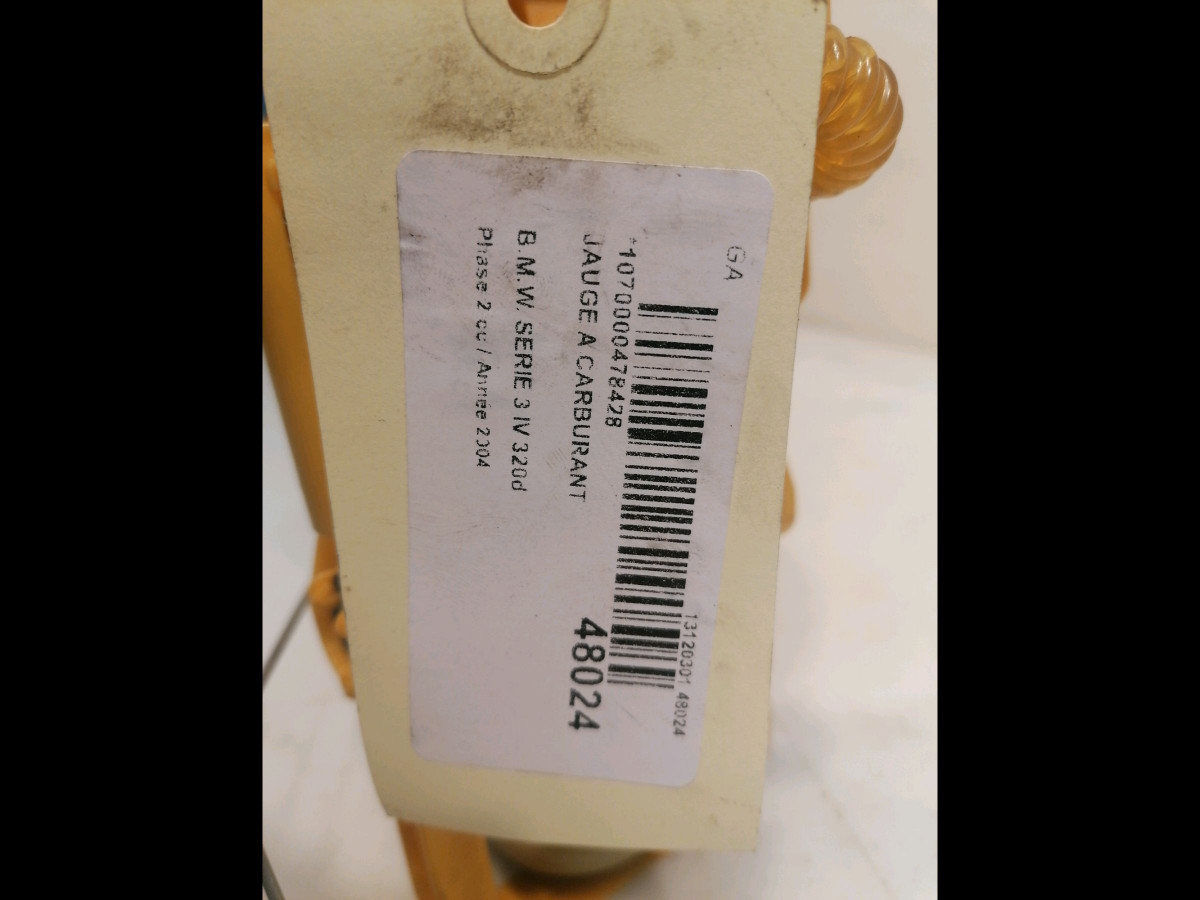 GA
13120301 48024
*1070000478428
JAUGE A CARBURANT
48024
B.M.W. SERIE 3 IV 320d
Phase 2 cc / Année 2004